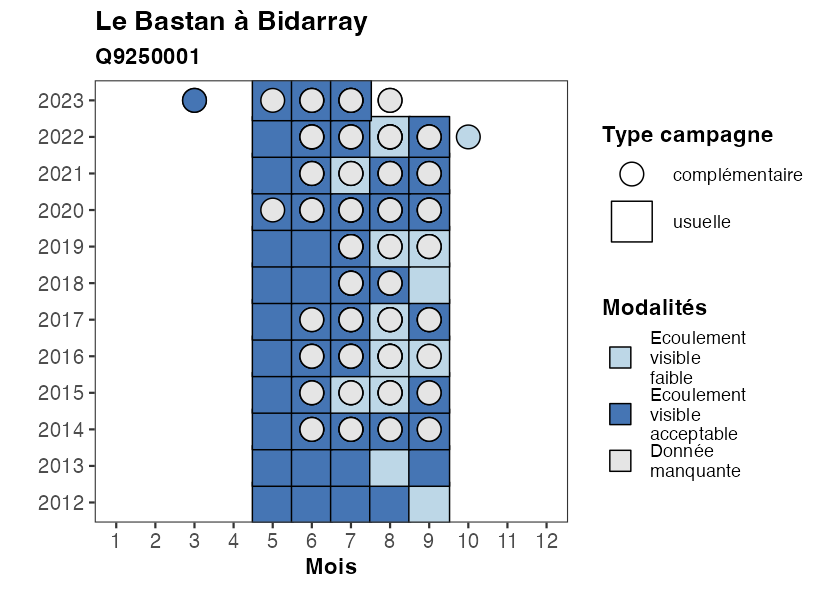 Le Bastan à Bidarray
Q9250001
2023
2022
2021
2020
2019
2018
2017
2016
2015
2014
2013
2012
1 2 3 4 5 6 7 8 9 10 11 12
Mois
Type campagne
complémentaire
usuelle
Modalités
Ecoulement
visible
faible
Ecoulement
visible
acceptable
Donnée
manquante